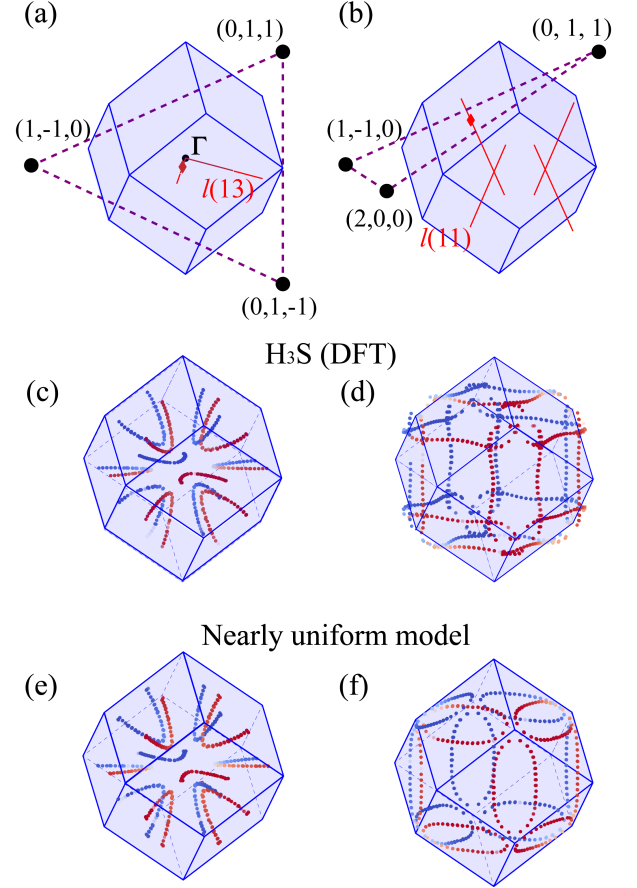 (a)
(b)
(0,1,1)
(0, 1, 1)
(1,-1,0)
Γ
(1,-1,0)
l(13)
(2,0,0)
l(11)
(0,1,-1)
H₃S (DFT)
(c)
(d)
Nearly uniform model
(e)
(f)